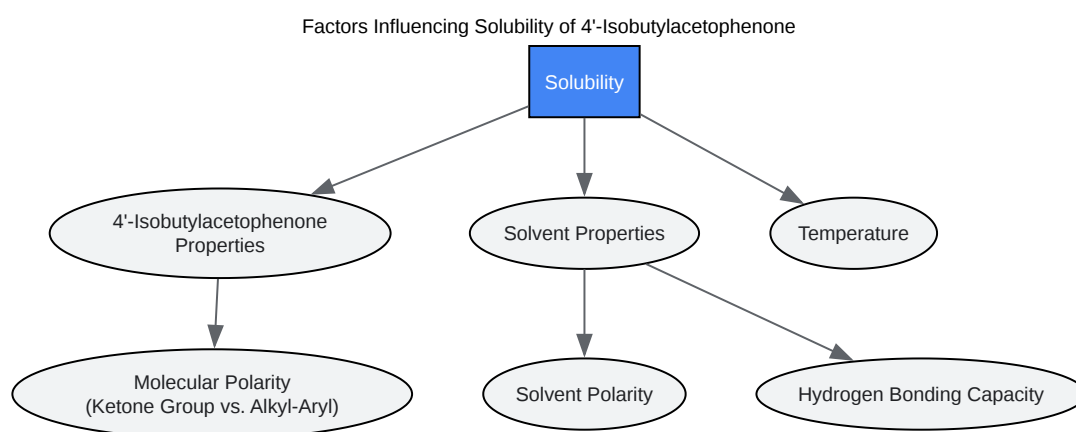 Factors Influencing Solubility of 4'-Isobutylacetophenone
Solubility
4'-Isobutylacetophenone
Properties
Solvent Properties
Temperature
Molecular Polarity
(Ketone Group vs. Alkyl-Aryl)
Solvent Polarity
Hydrogen Bonding Capacity